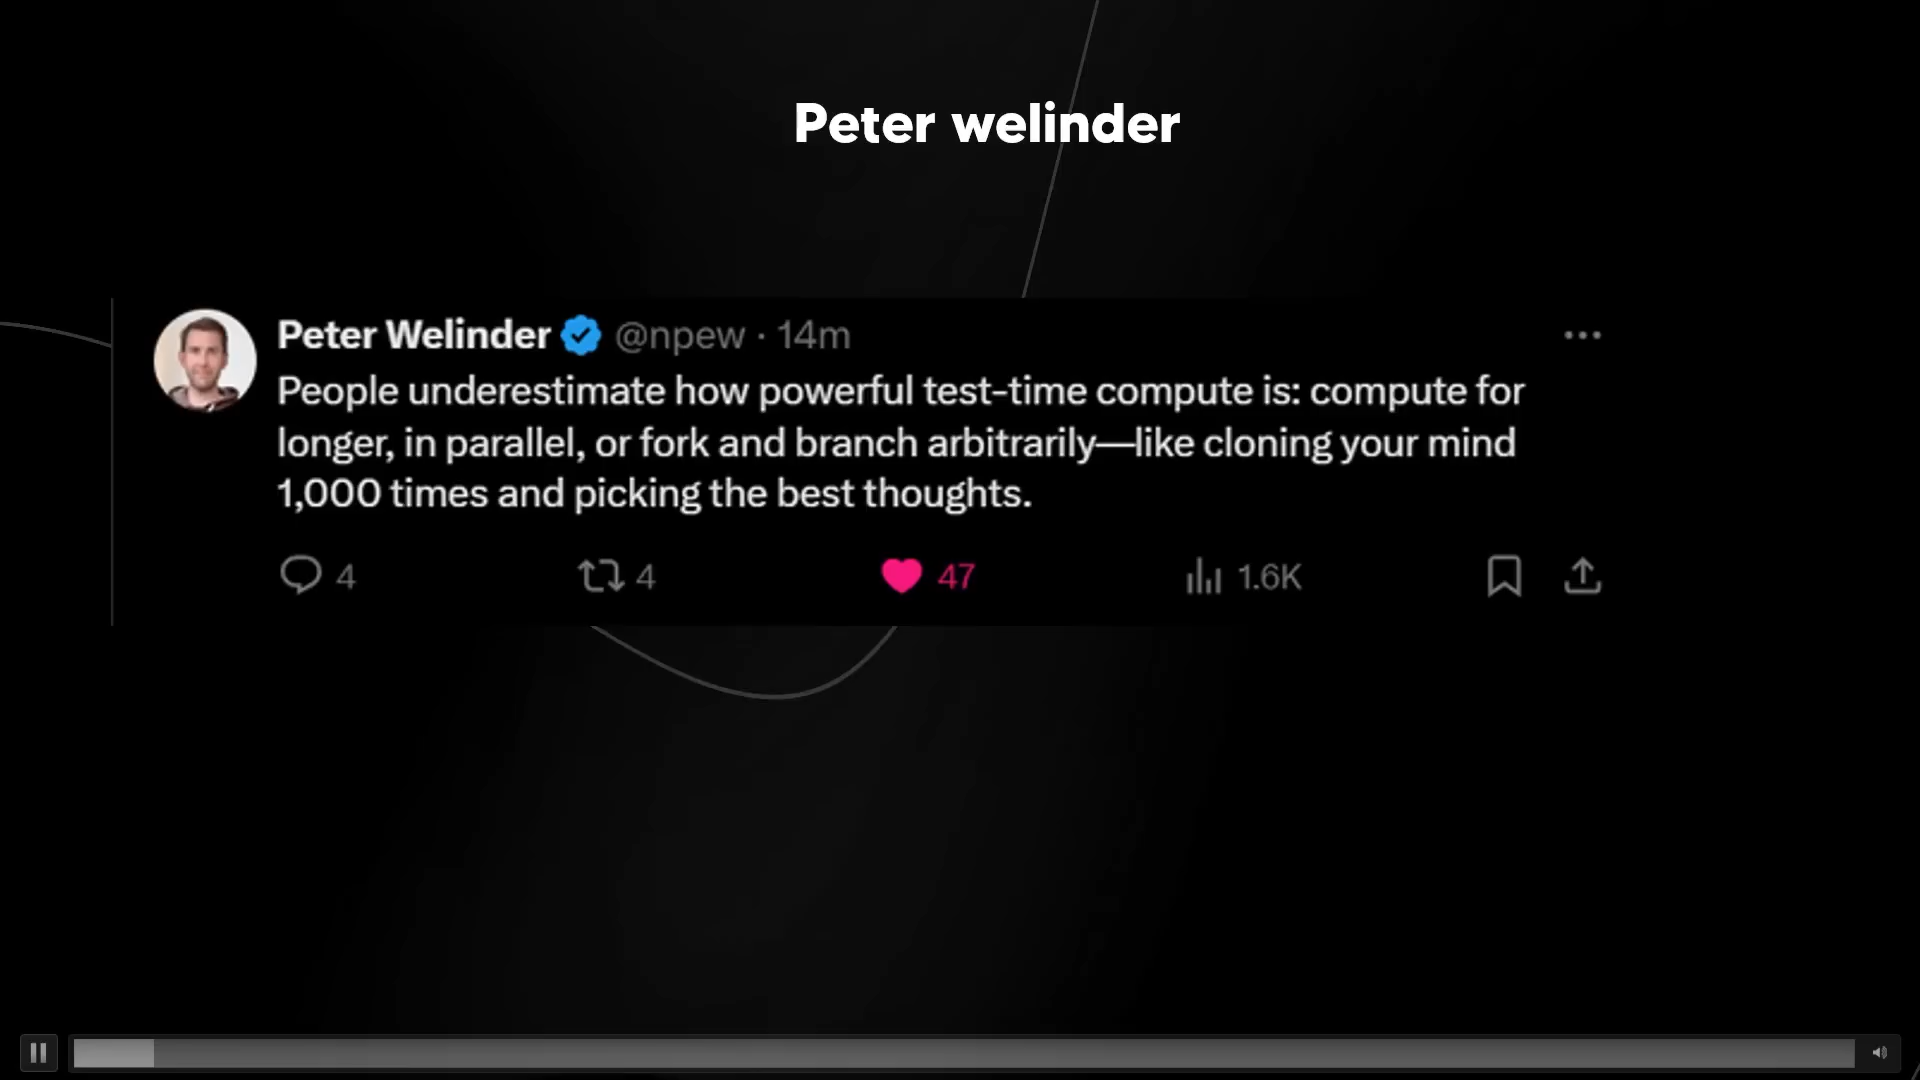 Peter welinder
Peter Welinder @npew · 14m
People underestimate how powerful test-time compute is: compute for
longer, in parallel, or fork and branch arbitrarily—like cloning your mind
1,000 times and picking the best thoughts.
4 4 47 1.6K